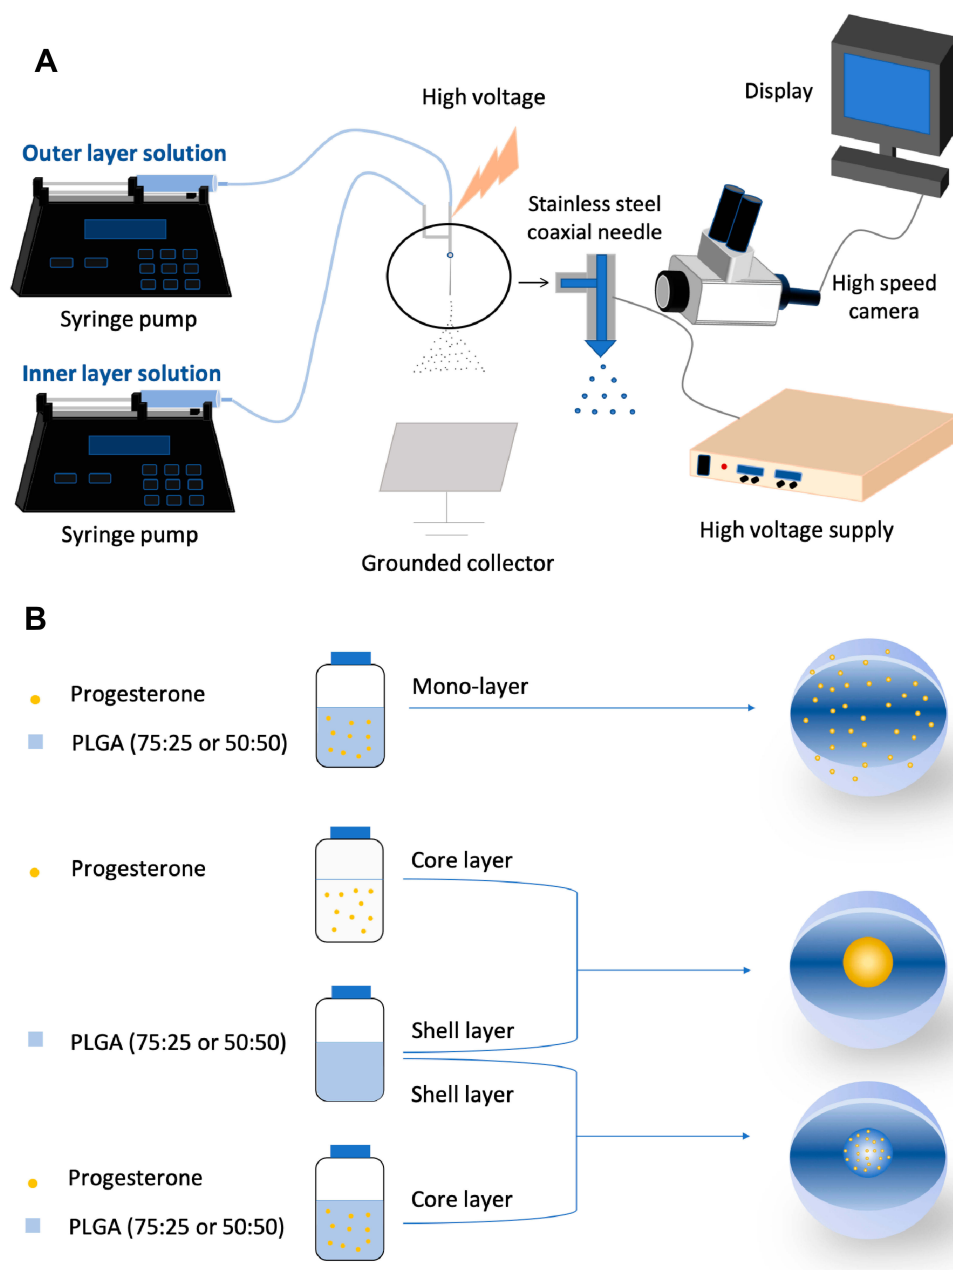 A
High voltage
Display
Outer layer solution
Stainless steel
coaxial needle
High speed
camera
Syringe pump
Inner layer solution
Syringe pump
High voltage supply
Grounded collector
B
Progesterone
Mono-layer
PLGA (75:25 or 50:50)
Progesterone
Core layer
PLGA (75:25 or 50:50)
Shell layer
Shell layer
Progesterone
Core layer
PLGA (75:25 or 50:50)